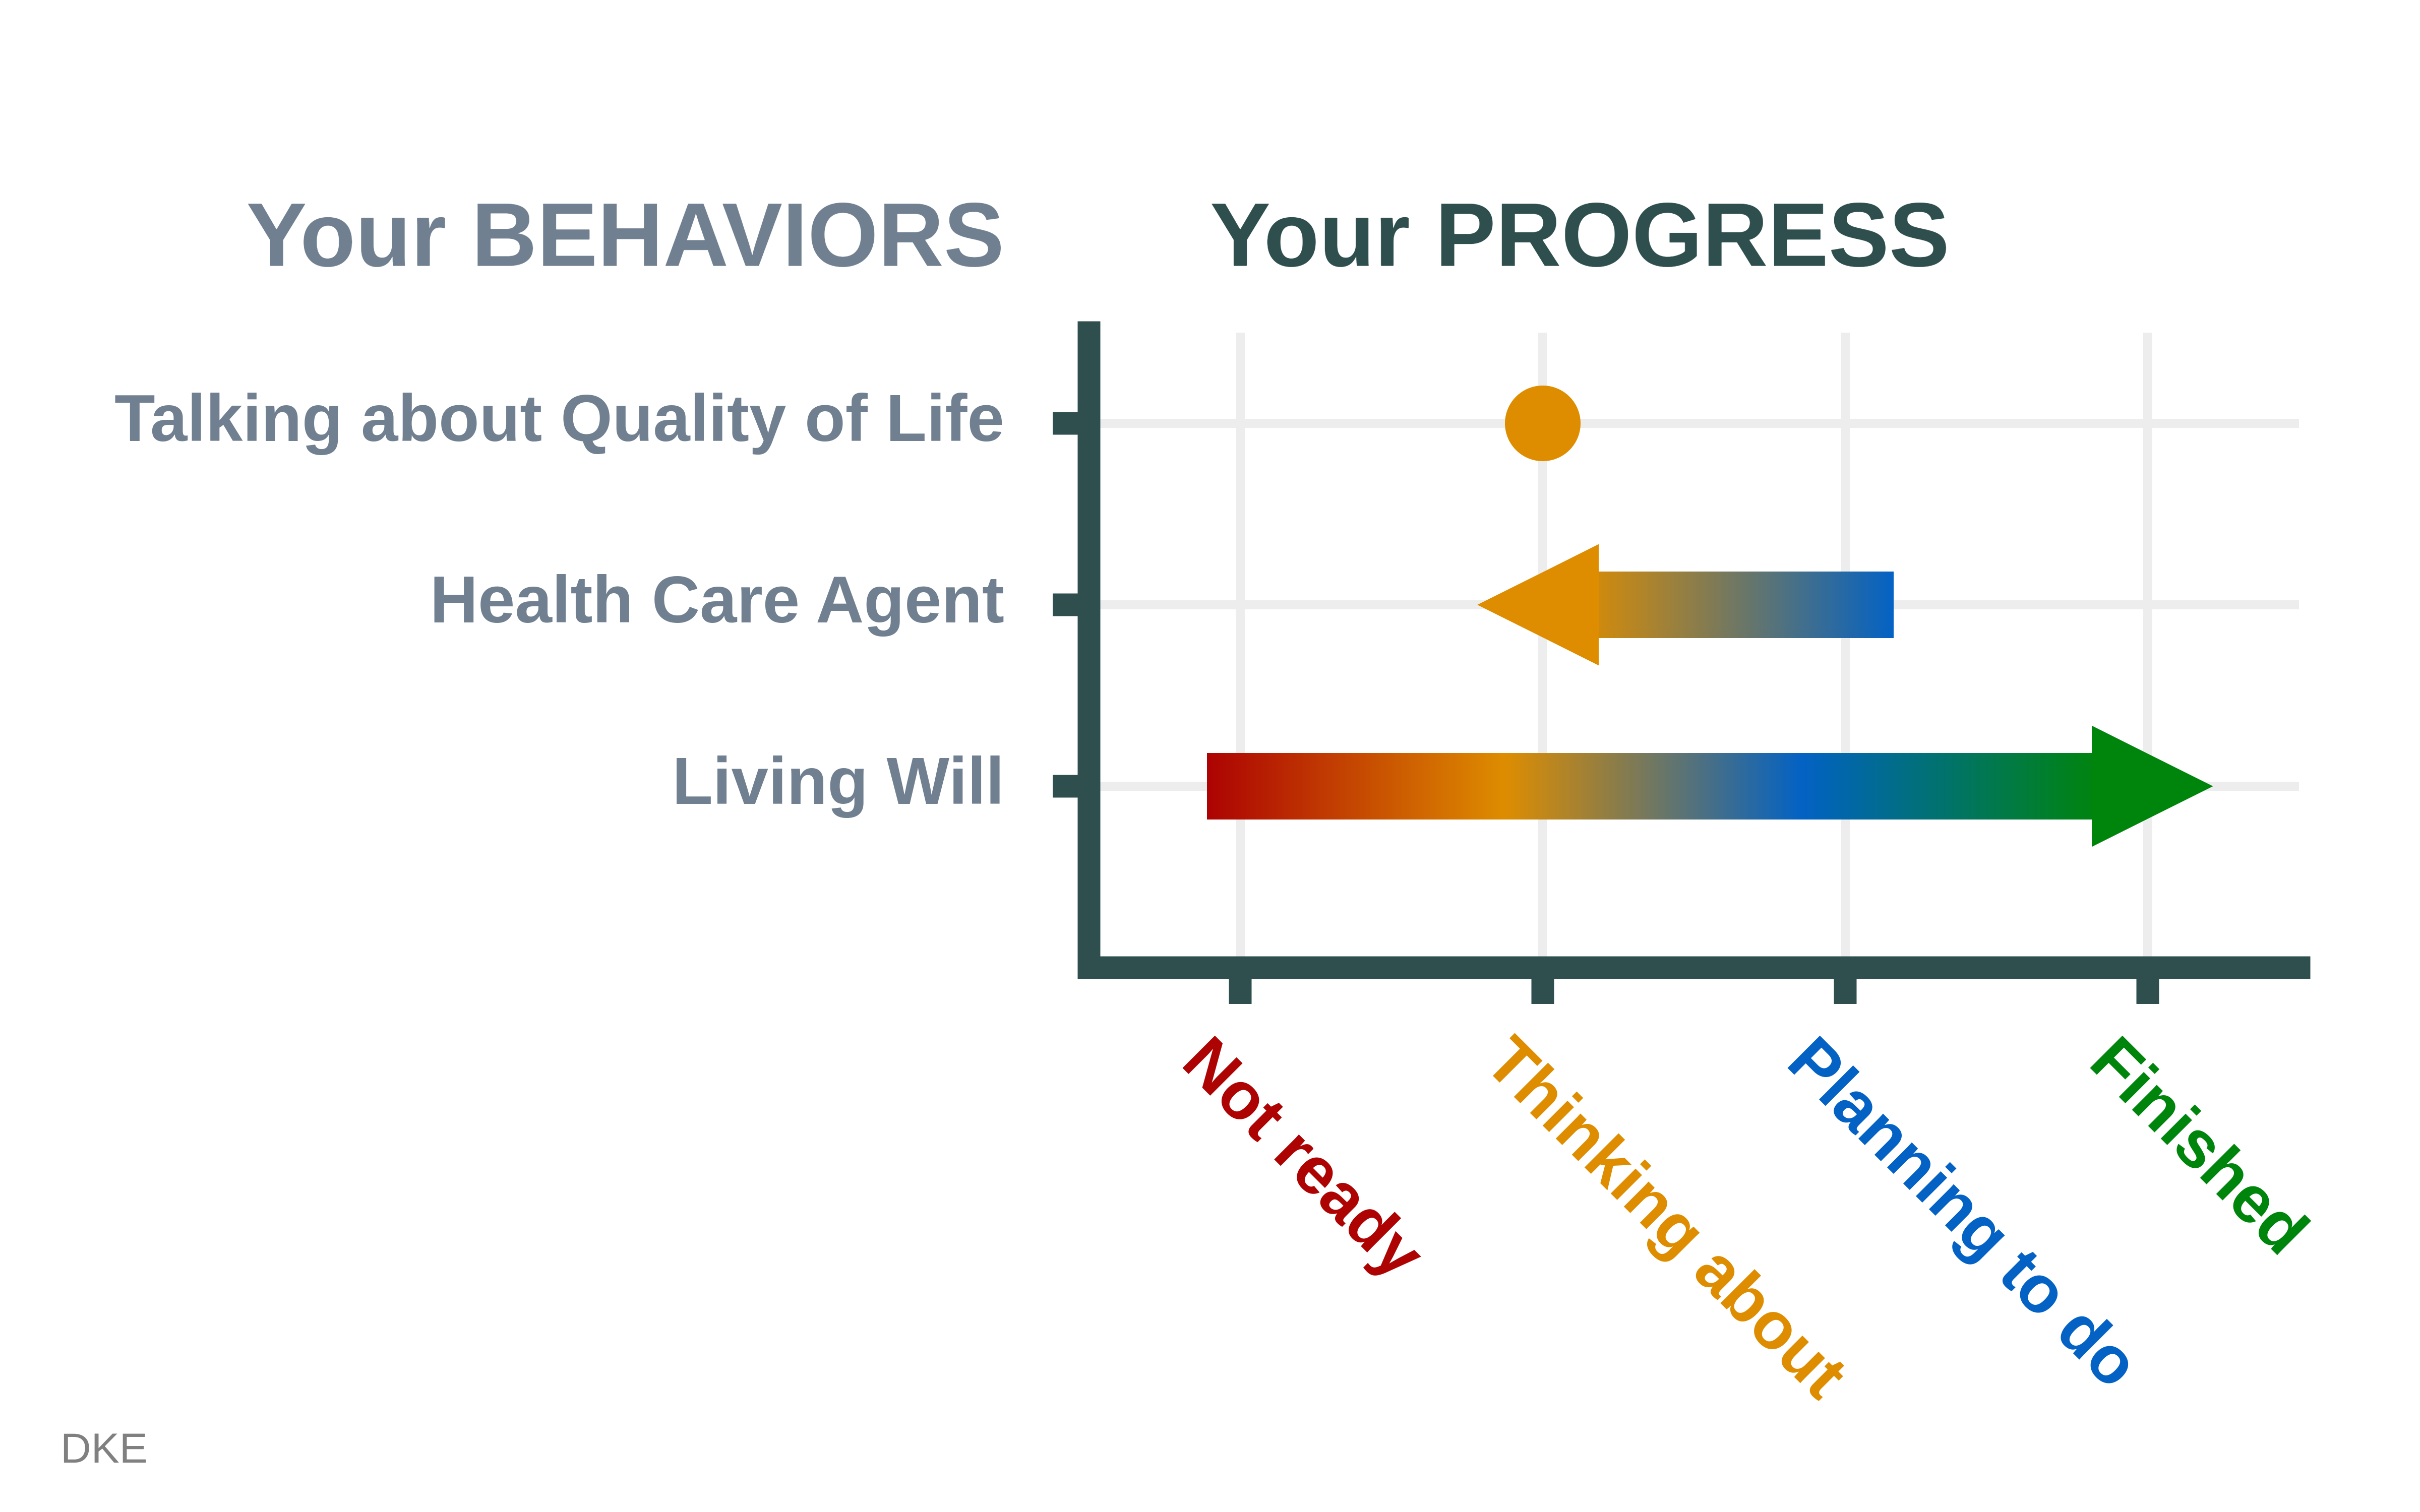 Your BEHAVIORS
Your PROGRESS
Talking about Quality of Life
Health Care Agent
Living Will
Not ready
Thinking about
Planning to do
Finished
DKE